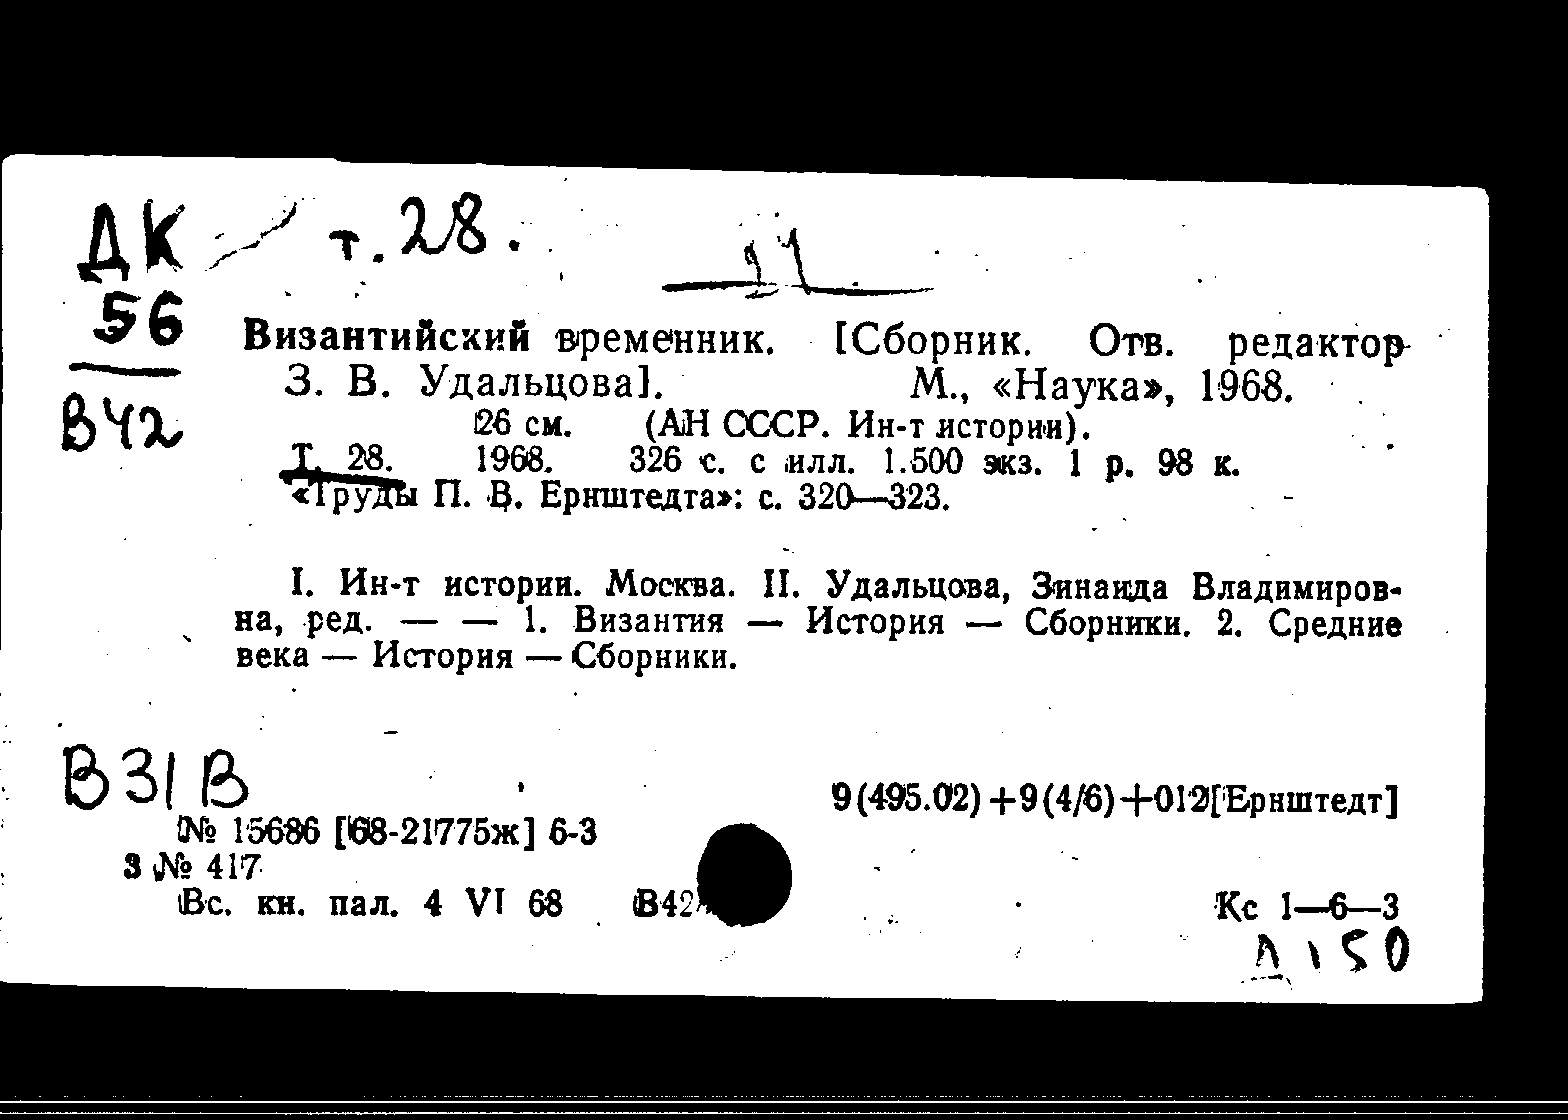 ДК
56
В42
т. 28.
Византийский временник. [Сборник. Отв. редактор
З. В. Удальцова]. М., «Наука», 1968.
26 см. (АН СССР. Ин-т истории).
Т. 28. 1968. 326 с. с илл. 1.500 экз. 1 р. 98 к.
«Труды П. В. Ернштедта»: с. 320—323.
I. Ин-т истории. Москва. II. Удальцова, Зинаида Владимиров-
на, ред. — — 1. Византия — История — Сборники. 2. Средние
века — История — Сборники.
В31В
9(495.02)+9(4/6)+012[Ернштедт]
№ 15686 [68-21775ж] 6-3
3 № 417
Вс. кн. пал. 4 VI 68 В42
Кс 1—6—3
Д 150